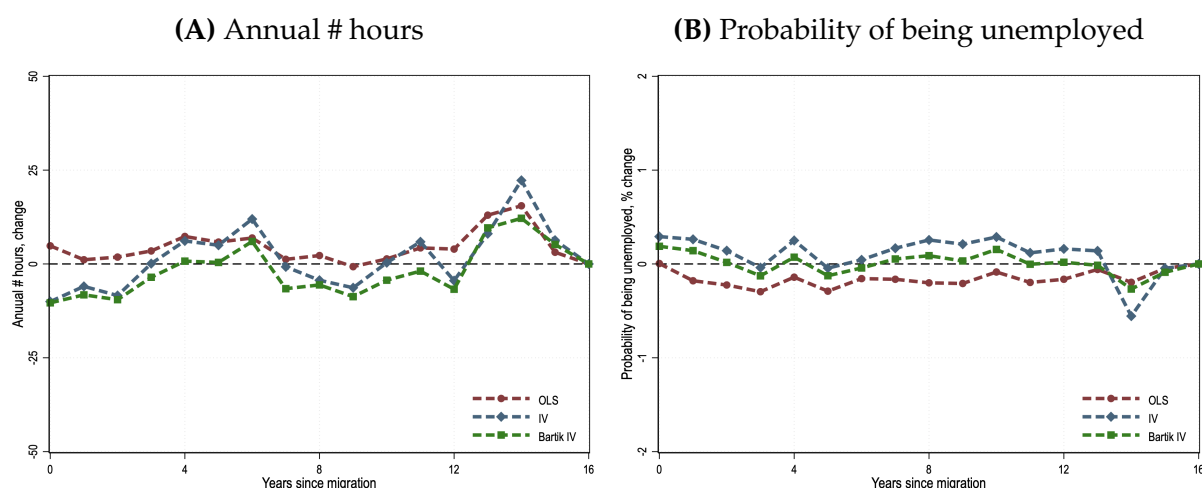 (A) Annual # hours
50
25
0
-25
-50
Anuual # hours, change
0 4 8 12 16
Years since migration
OLS
IV
Bartik IV
(B) Probability of being unemployed
2
1
0
-1
-2
Probability of being unemployed, % change
0 4 8 12 16
Years since migration
OLS
IV
Bartik IV